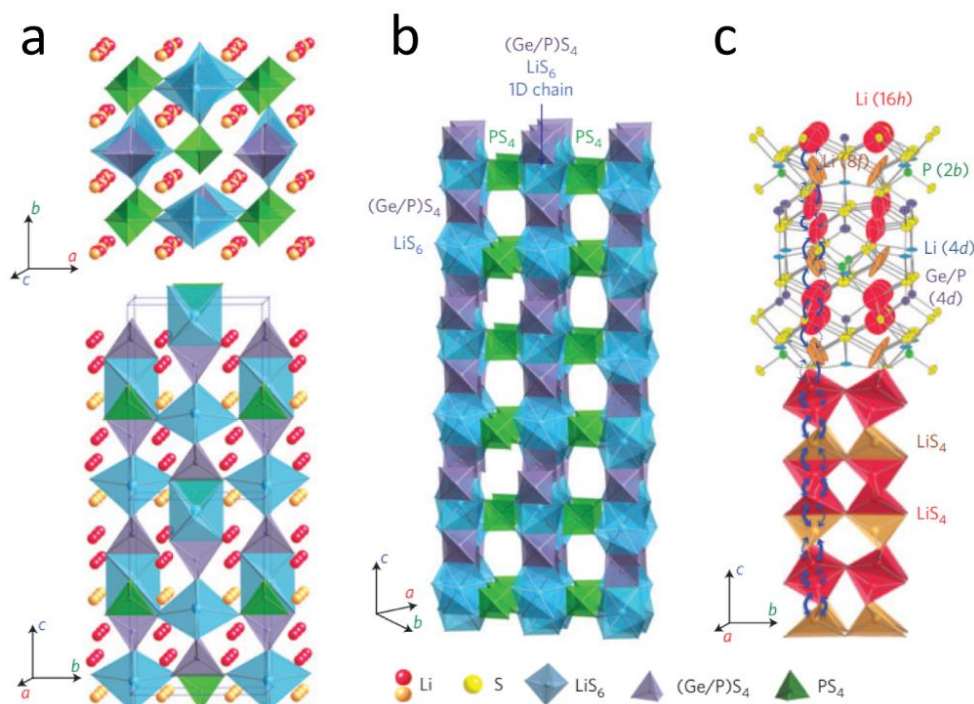 a
b
c
b
a
c
c
b
a
(Ge/P)S4
LiS6
1D chain
PS4
PS4
(Ge/P)S4
LiS6
c
a
b
Li (16h)
Li (8f)
P (2b)
Li (4d)
Ge/P
(4d)
LiS4
LiS4
c
b
a
Li
S
LiS6
(Ge/P)S4
PS4